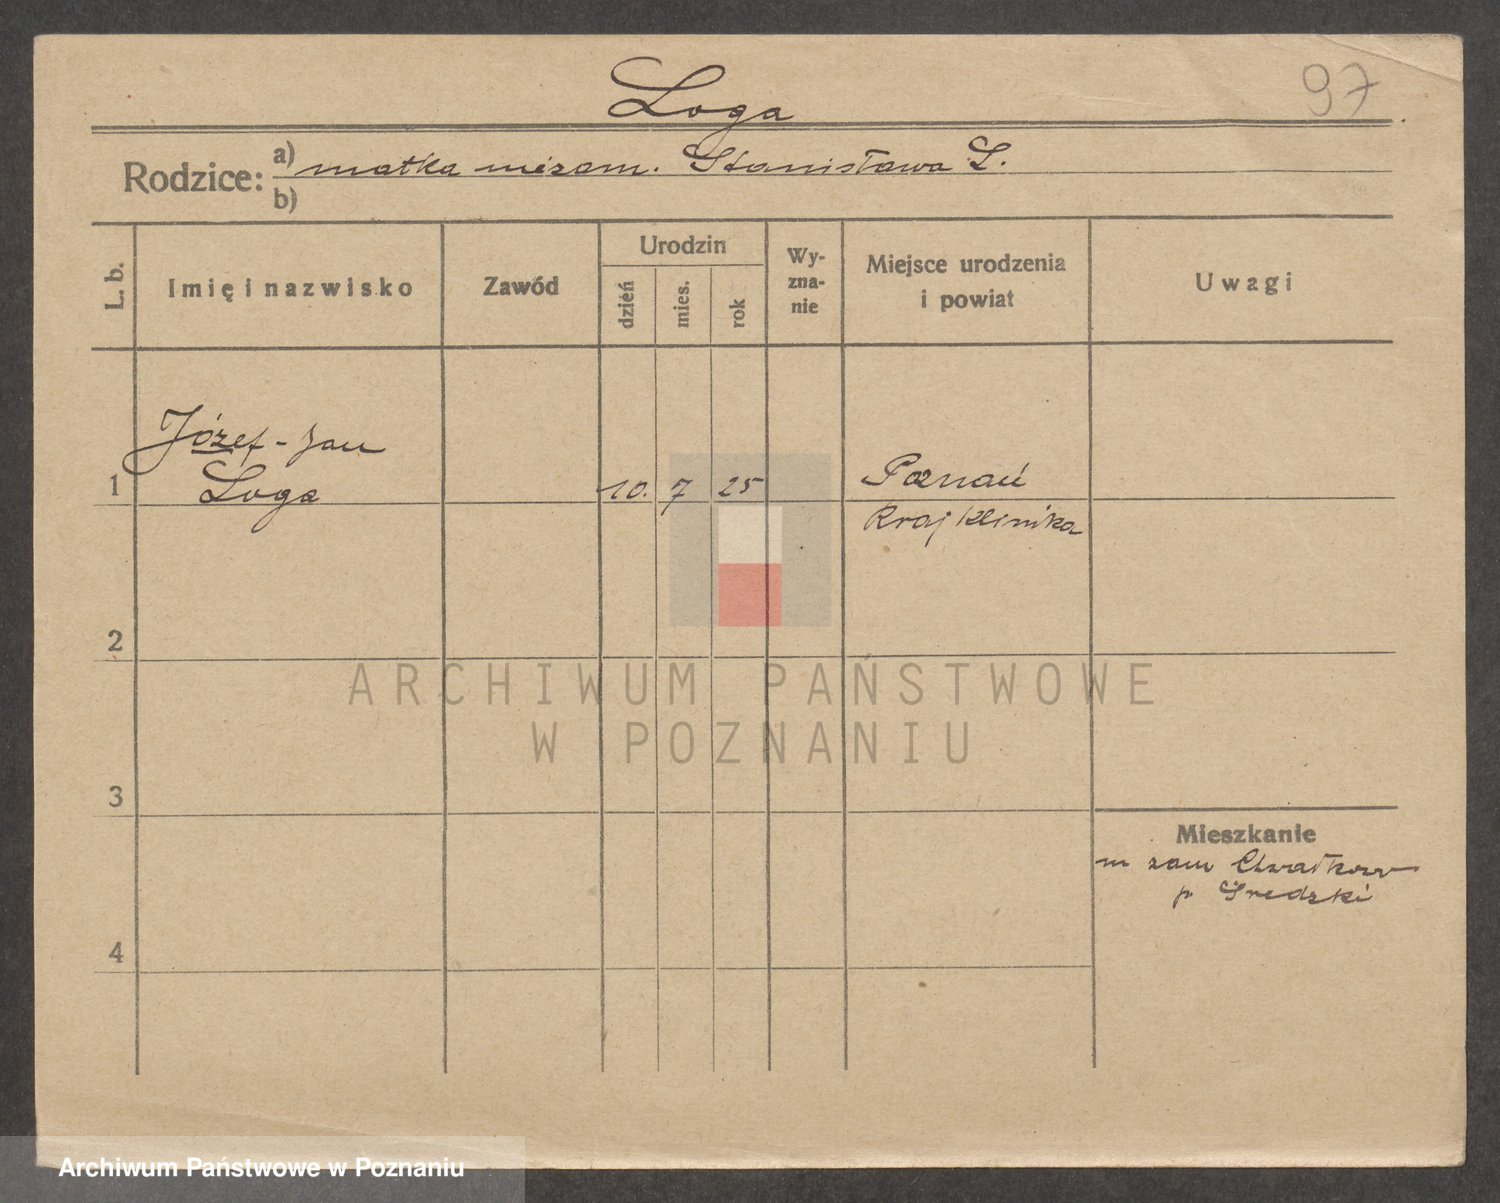 97
Loga
Rodzice: a) matka niezam. Stanisława L.
b)
L. b.
Imię i nazwisko
Zawód
Urodzin
dzień
mies.
rok
Wy-
zna-
nie
Miejsce urodzenia
i powiat
Uwagi
Józef - Jan
1 Loga 10. 7 25 Poznań
Kraj Klinika
2
3
4
Mieszkanie
m zam
p Sredzki
ARCHIWUM PAŃSTWOWE
W POZNANIU
Archiwum Państwowe w Poznaniu